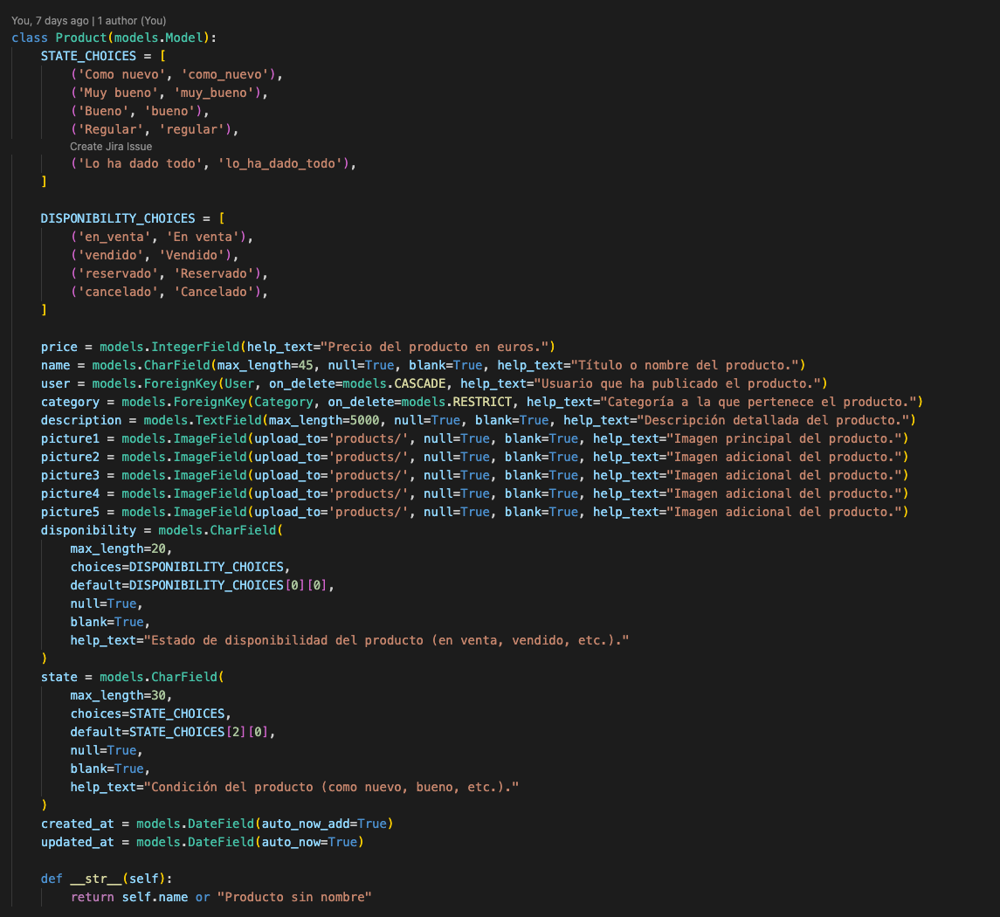 You, 7 days ago | 1 author (You)
class Product(models.Model):
    STATE_CHOICES = [
        ('Como nuevo', 'como_nuevo'),
        ('Muy bueno', 'muy_bueno'),
        ('Bueno', 'bueno'),
        ('Regular', 'regular'),
        Create Jira Issue
        ('Lo ha dado todo', 'lo_ha_dado_todo'),
    ]

    DISPONIBILITY_CHOICES = [
        ('en_venta', 'En venta'),
        ('vendido', 'Vendido'),
        ('reservado', 'Reservado'),
        ('cancelado', 'Cancelado'),
    ]

    price = models.IntegerField(help_text="Precio del producto en euros.")
    name = models.CharField(max_length=45, null=True, blank=True, help_text="Título o nombre del producto.")
    user = models.ForeignKey(User, on_delete=models.CASCADE, help_text="Usuario que ha publicado el producto.")
    category = models.ForeignKey(Category, on_delete=models.RESTRICT, help_text="Categoría a la que pertenece el producto.")
    description = models.TextField(max_length=5000, null=True, blank=True, help_text="Descripción detallada del producto.")
    picture1 = models.ImageField(upload_to='products/', null=True, blank=True, help_text="Imagen principal del producto.")
    picture2 = models.ImageField(upload_to='products/', null=True, blank=True, help_text="Imagen adicional del producto.")
    picture3 = models.ImageField(upload_to='products/', null=True, blank=True, help_text="Imagen adicional del producto.")
    picture4 = models.ImageField(upload_to='products/', null=True, blank=True, help_text="Imagen adicional del producto.")
    picture5 = models.ImageField(upload_to='products/', null=True, blank=True, help_text="Imagen adicional del producto.")
    disponibility = models.CharField(
        max_length=20,
        choices=DISPONIBILITY_CHOICES,
        default=DISPONIBILITY_CHOICES[0][0],
        null=True,
        blank=True,
        help_text="Estado de disponibilidad del producto (en venta, vendido, etc.)."
    )
    state = models.CharField(
        max_length=30,
        choices=STATE_CHOICES,
        default=STATE_CHOICES[2][0],
        null=True,
        blank=True,
        help_text="Condición del producto (como nuevo, bueno, etc.)."
    )
    created_at = models.DateField(auto_now_add=True)
    updated_at = models.DateField(auto_now=True)

    def __str__(self):
        return self.name or "Producto sin nombre"